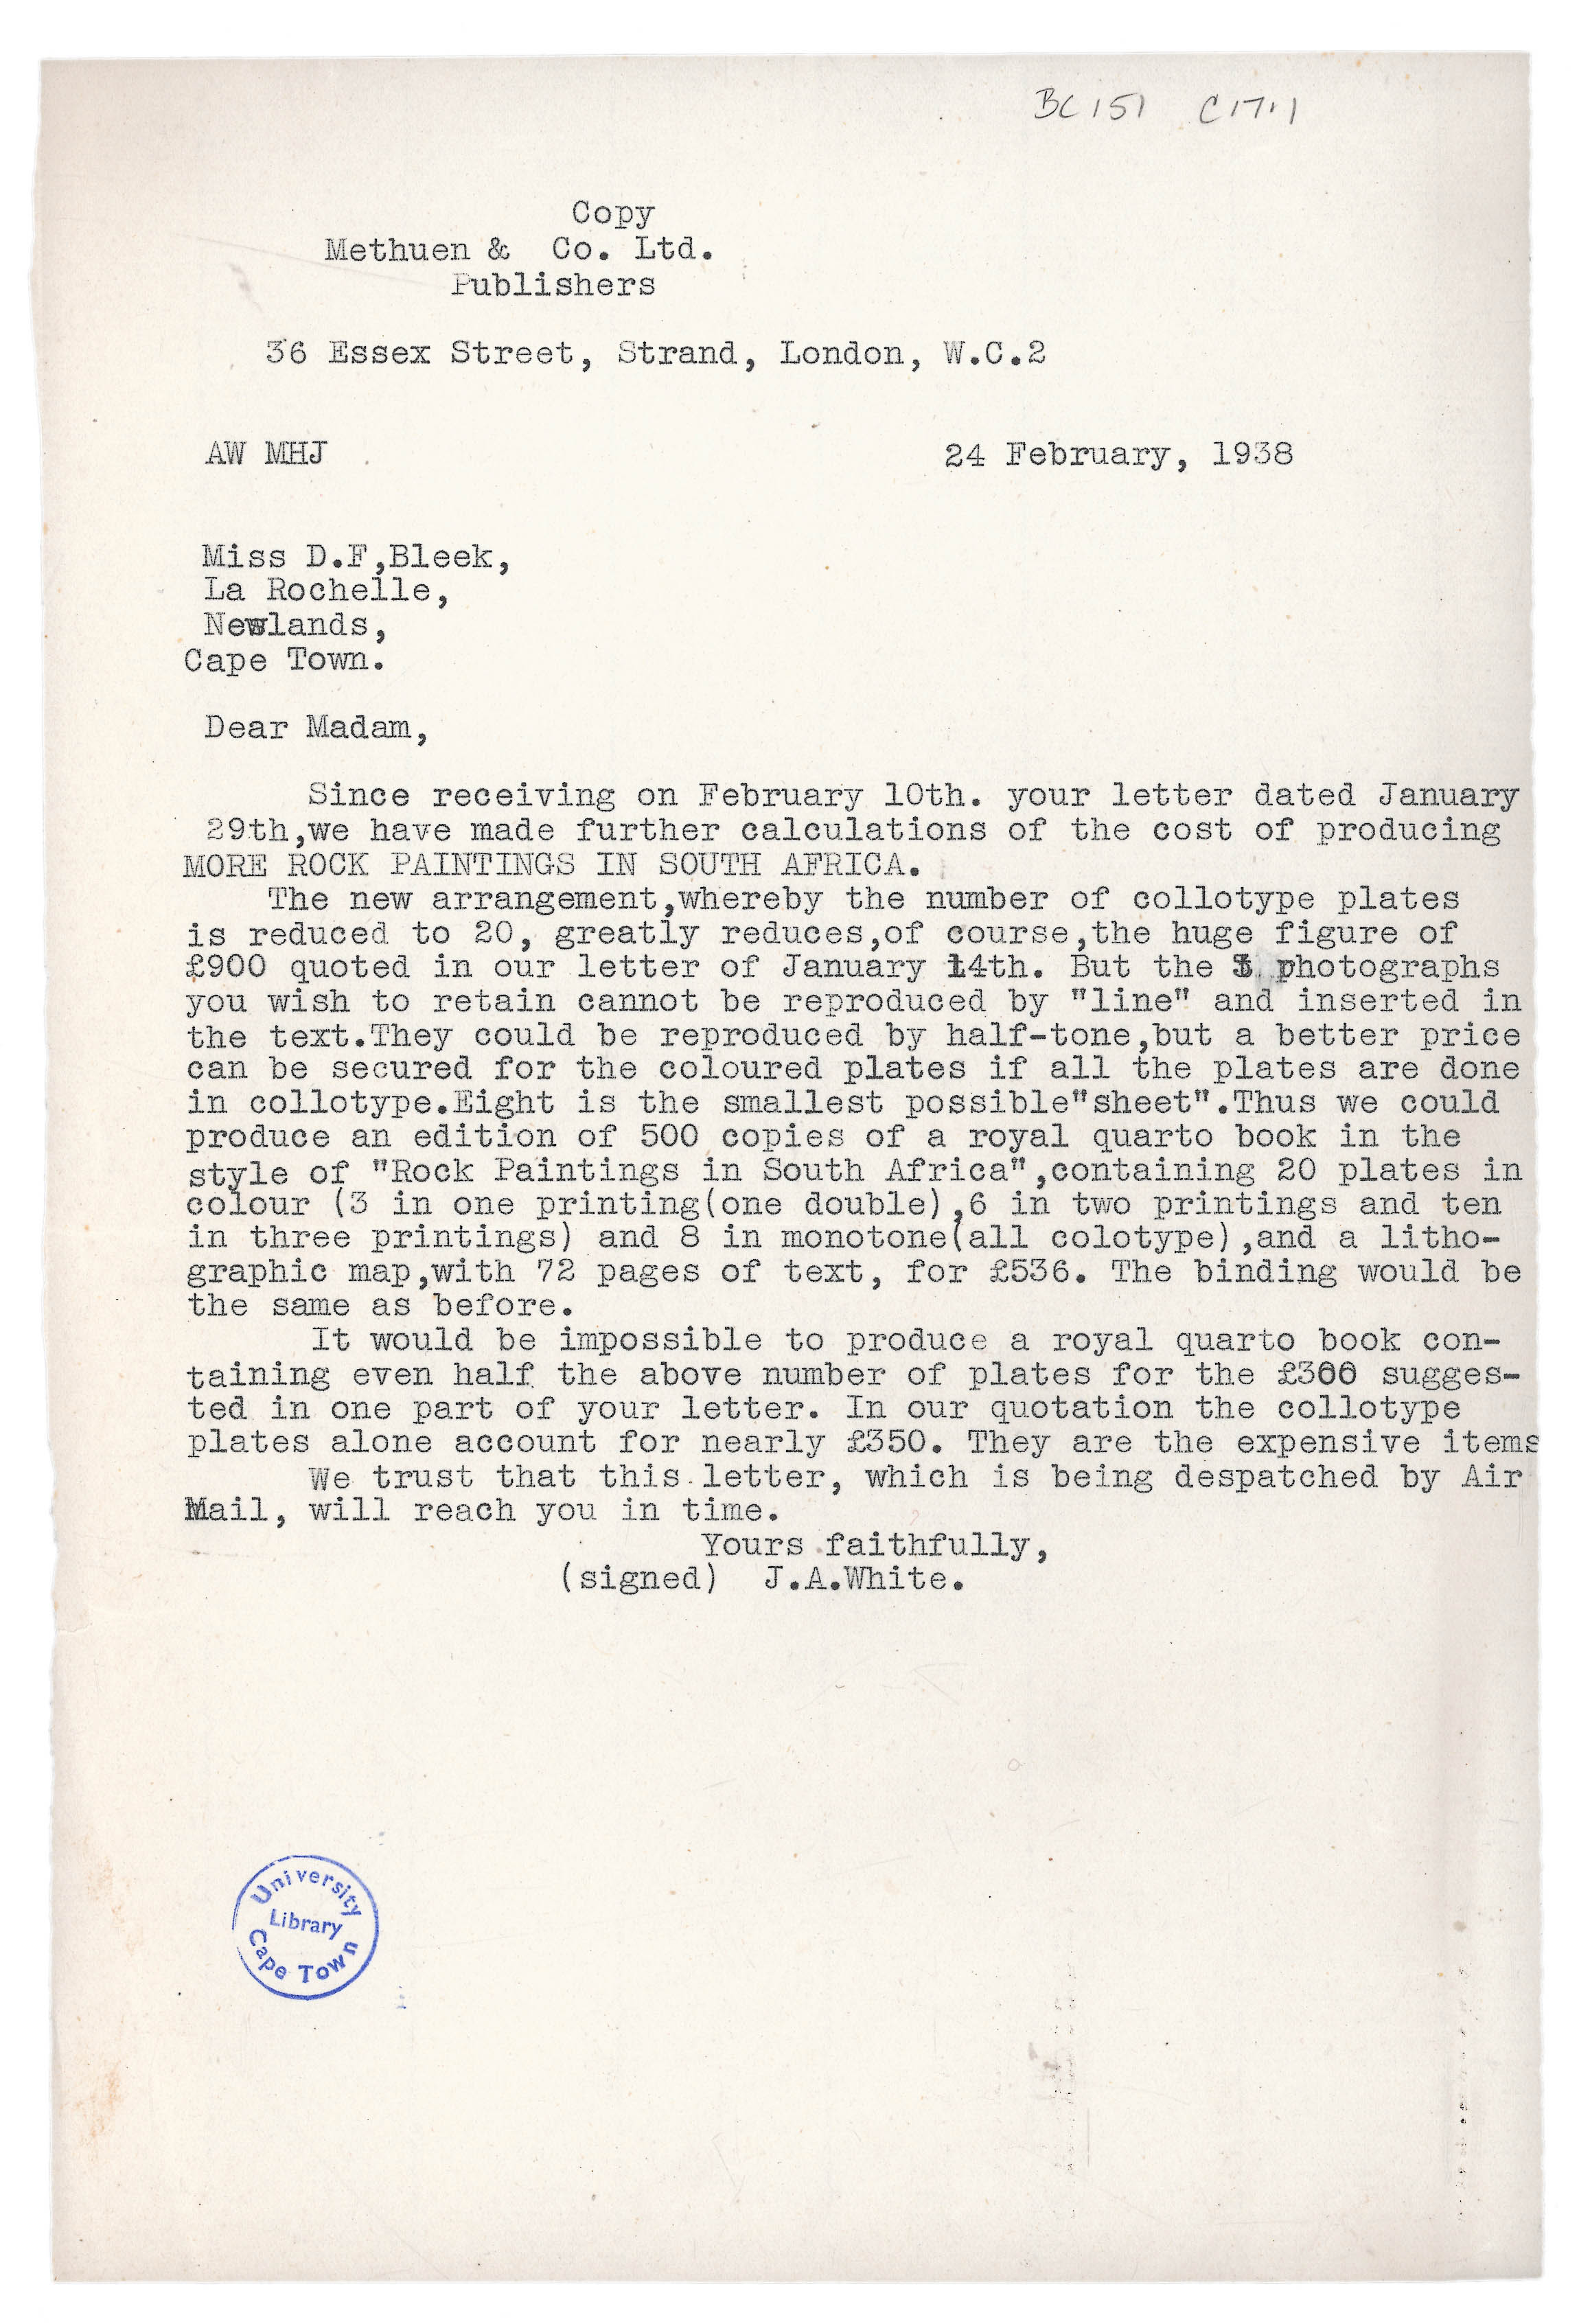 BC 151 C17.1
Copy
Methuen & Co. Ltd.
Publishers
36 Essex Street, Strand, London, W.C.2
AW MHJ 24 February, 1938
Miss D.F,Bleek,
La Rochelle,
Newlands,
Cape Town.
Dear Madam,
Since receiving on February 10th. your letter dated January
29th,we have made further calculations of the cost of producing
MORE ROCK PAINTINGS IN SOUTH AFRICA.
The new arrangement,whereby the number of collotype plates
is reduced to 20, greatly reduces,of course,the huge figure of
£900 quoted in our letter of January 14th. But the photographs
you wish to retain cannot be reproduced by "line" and inserted in
the text.They could be reproduced by half-tone,but a better price
can be secured for the coloured plates if all the plates are done
in collotype.Eight is the smallest possible"sheet".Thus we could
produce an edition of 500 copies of a royal quarto book in the
style of "Rock Paintings in South Africa",containing 20 plates in
colour (3 in one printing(one double),6 in two printings and ten
in three printings) and 8 in monotone(all colotype),and a litho-
graphic map,with 72 pages of text, for £536. The binding would be
the same as before.
It would be impossible to produce a royal quarto book con-
taining even half the above number of plates for the £300 sugges-
ted in one part of your letter. In our quotation the collotype
plates alone account for nearly £350. They are the expensive items
We trust that this letter, which is being despatched by Air
Mail, will reach you in time.
Yours faithfully,
(signed) J.A.White.
University
Library
Cape Town